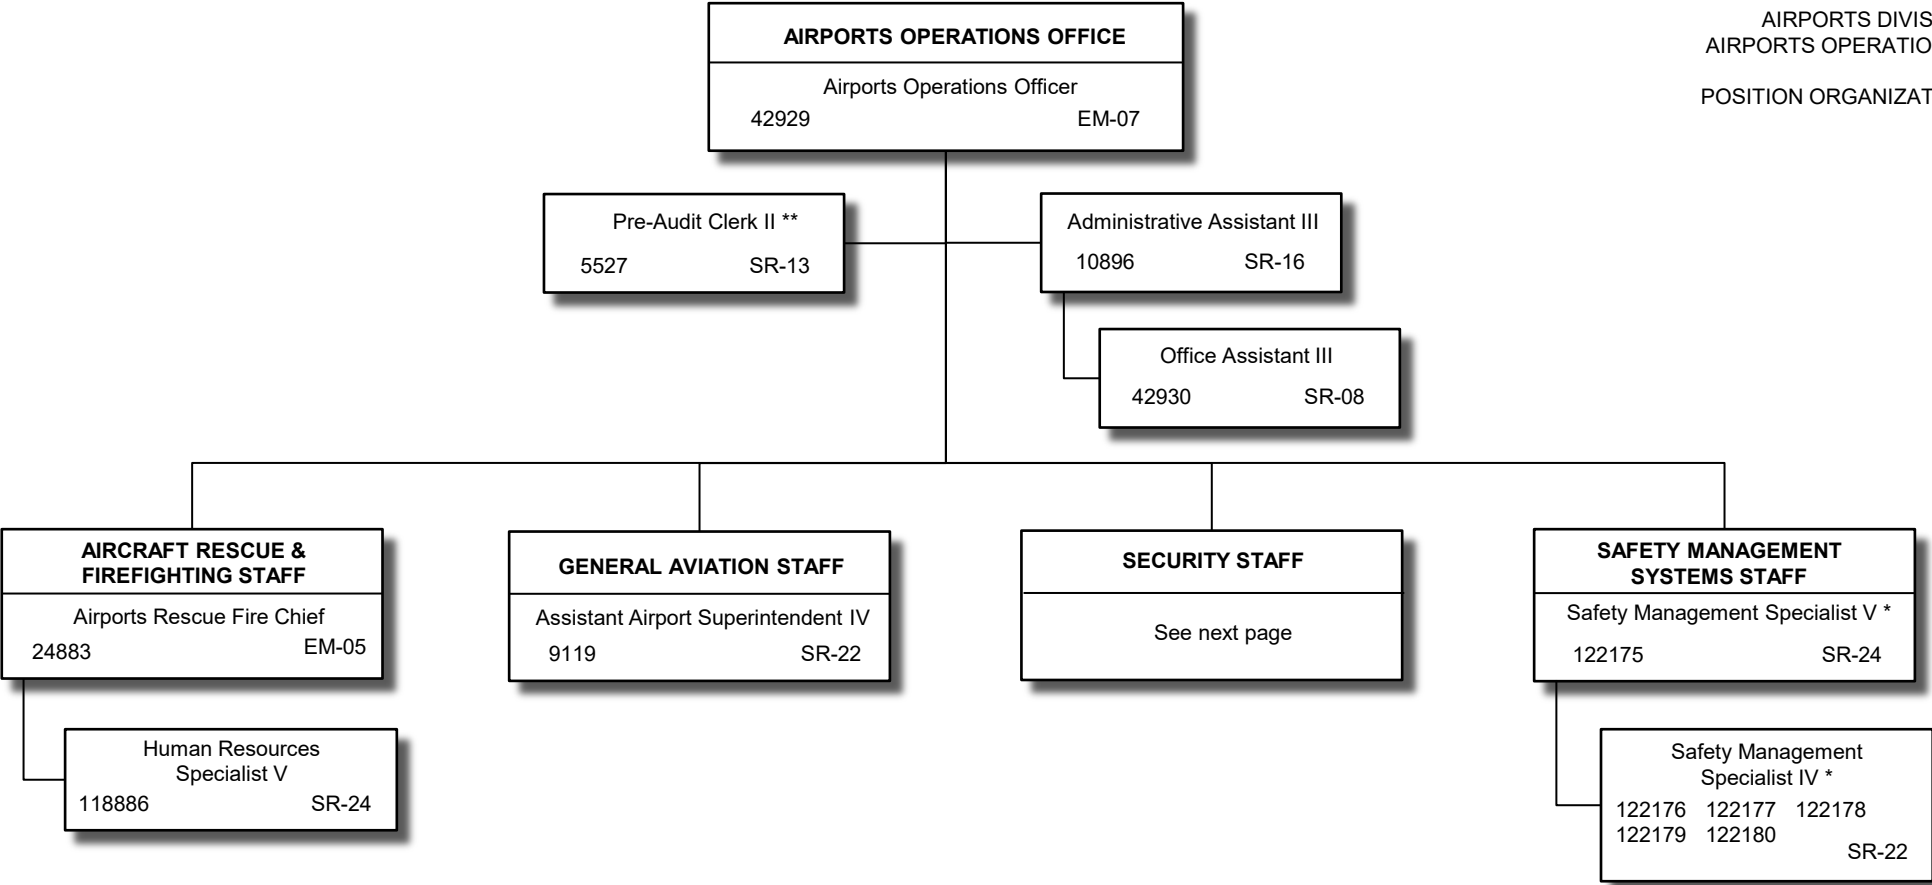 AIRPORTS DIVIS
AIRPORTS OPERATIO
POSITION ORGANIZAT
AIRPORTS OPERATIONS OFFICE
Airports Operations Officer
42929 EM-07
Pre-Audit Clerk II **
5527 SR-13
Administrative Assistant III
10896 SR-16
Office Assistant III
42930 SR-08
AIRCRAFT RESCUE &
FIREFIGHTING STAFF
Airports Rescue Fire Chief
24883 EM-05
Human Resources
Specialist V
118886 SR-24
GENERAL AVIATION STAFF
Assistant Airport Superintendent IV
9119 SR-22
SECURITY STAFF
See next page
SAFETY MANAGEMENT
SYSTEMS STAFF
Safety Management Specialist V *
122175 SR-24
Safety Management
Specialist IV *
122176 122177 122178
122179 122180
SR-22